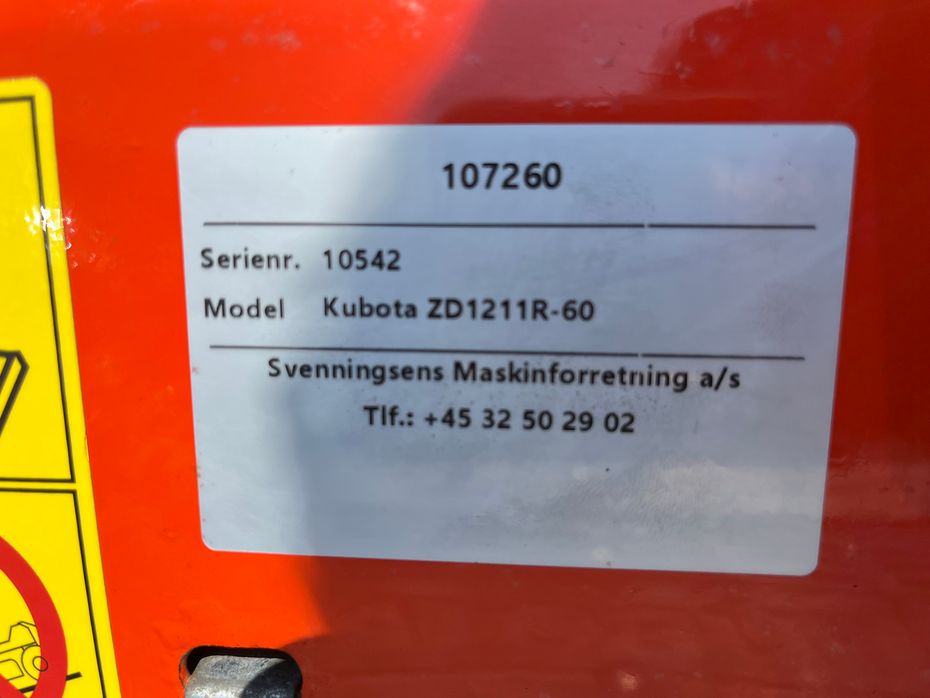 107260
Serienr. 10542
Model Kubota ZD1211R-60
Svenningsens Maskinforretning a/s
Tlf.: +45 32 50 29 02